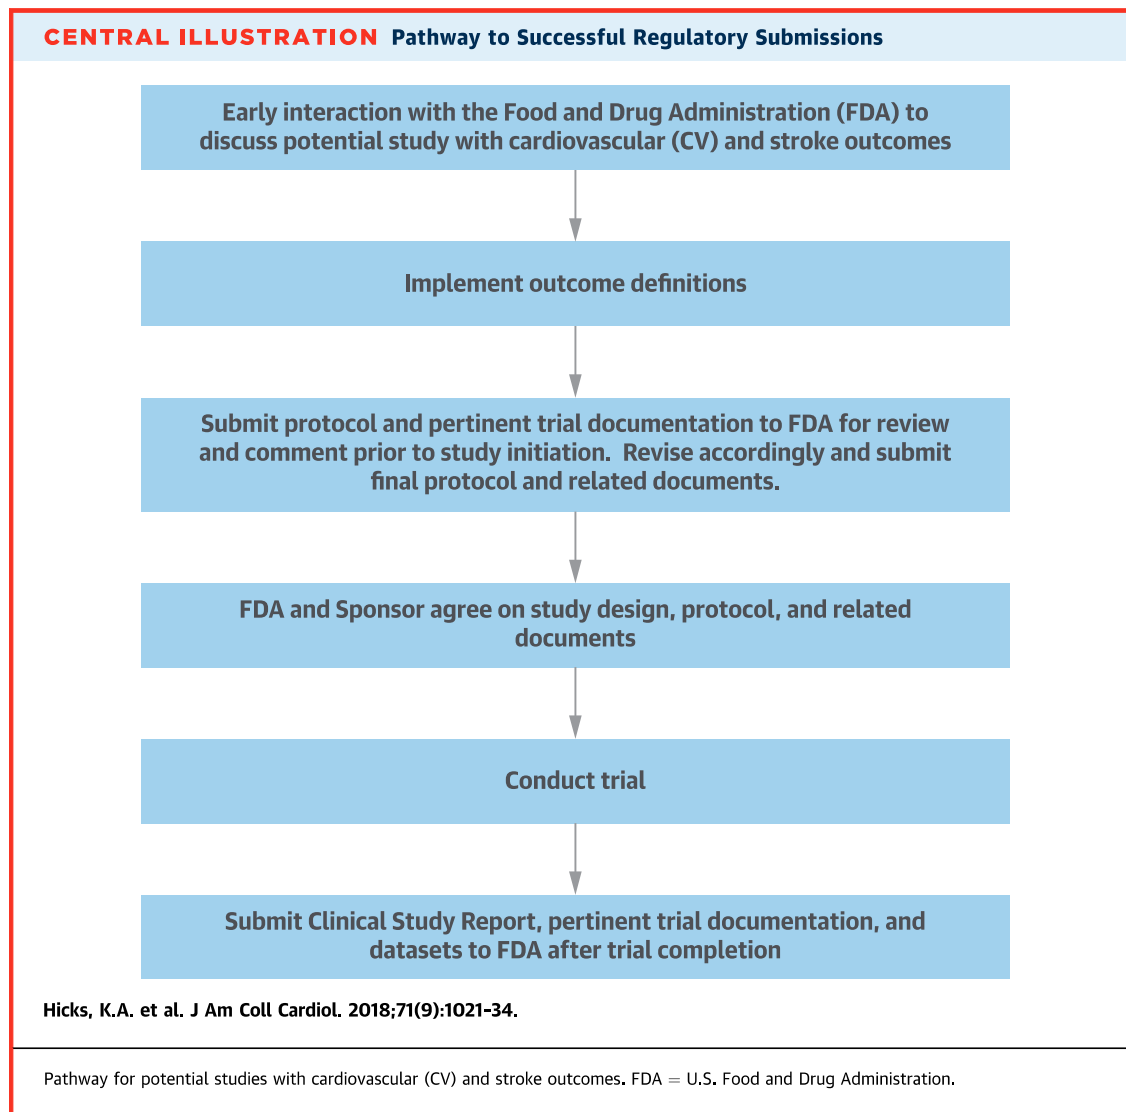 CENTRAL ILLUSTRATION Pathway to Successful Regulatory Submissions
Early interaction with the Food and Drug Administration (FDA) to
discuss potential study with cardiovascular (CV) and stroke outcomes
Implement outcome definitions
Submit protocol and pertinent trial documentation to FDA for review
and comment prior to study initiation. Revise accordingly and submit
final protocol and related documents.
FDA and Sponsor agree on study design, protocol, and related
documents
Conduct trial
Submit Clinical Study Report, pertinent trial documentation, and
datasets to FDA after trial completion
Hicks, K.A. et al. J Am Coll Cardiol. 2018;71(9):1021–34.
Pathway for potential studies with cardiovascular (CV) and stroke outcomes. FDA = U.S. Food and Drug Administration.